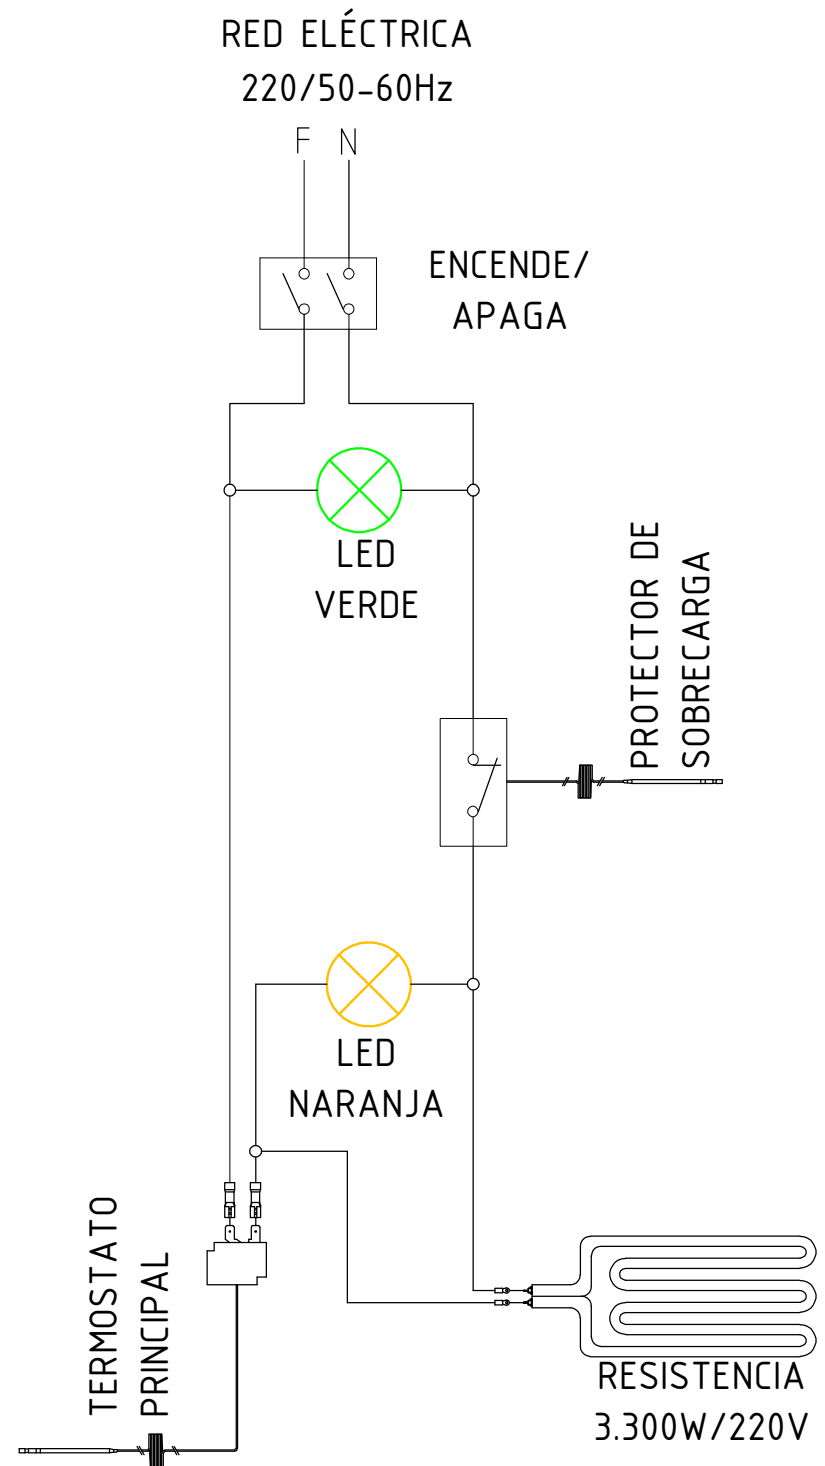 RED ELÉCTRICA
220/50-60Hz
F N
ENCENDE/
APAGA
LED
VERDE
PROTECTOR DE
SOBRECARGA
LED
NARANJA
TERMOSTATO
PRINCIPAL
RESISTENCIA
3.300W/220V